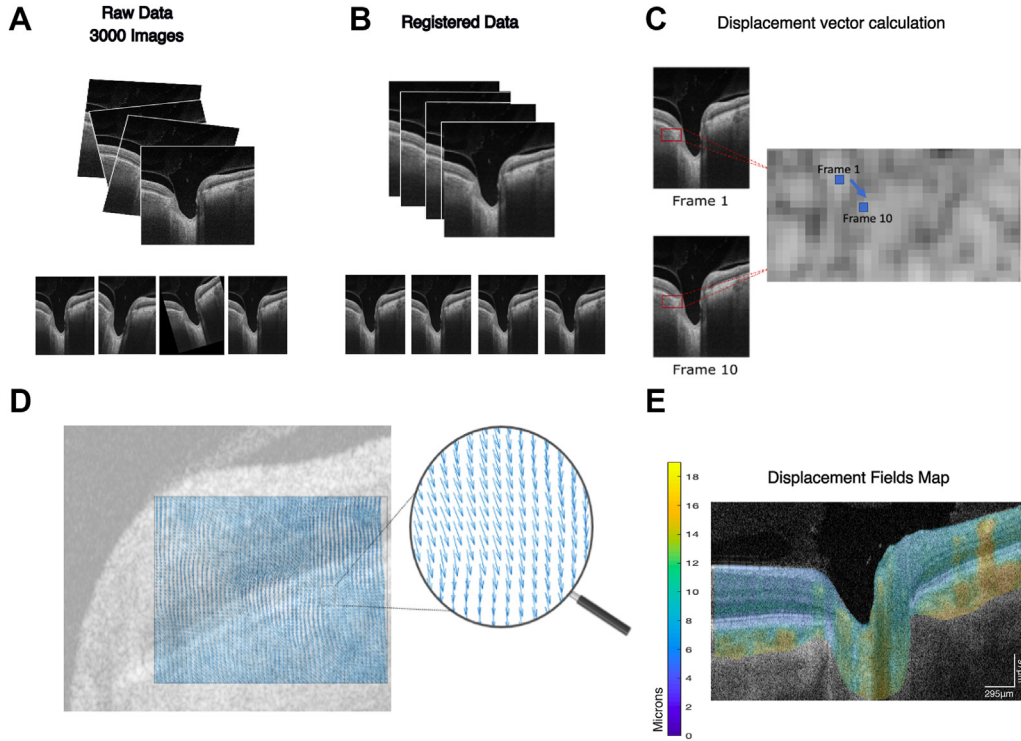 A
Raw Data
3000 Images
B
Registered Data
C
Displacement vector calculation
Frame 1
Frame 1
Frame 10
Frame 10
D
E
Displacement Fields Map
18
16
14
12
10
8
6
4
2
0
Microns
295µm